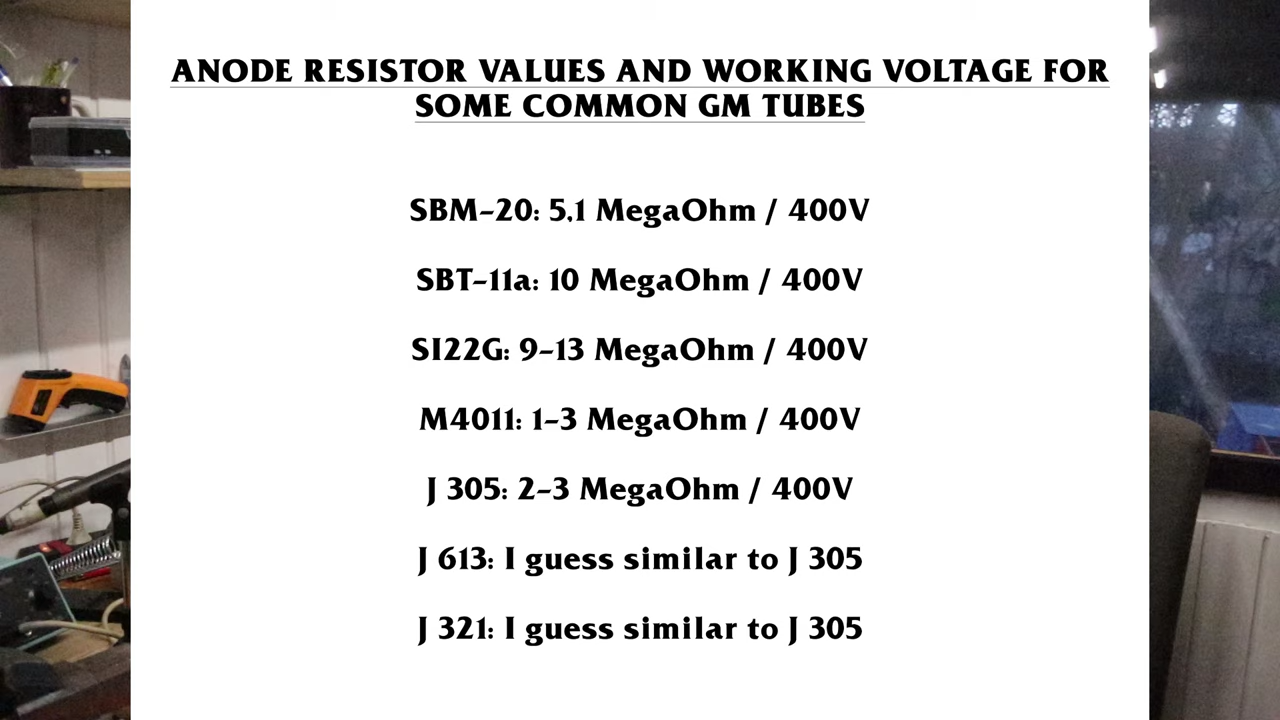 ANODE RESISTOR VALUES AND WORKING VOLTAGE FOR
SOME COMMON GM TUBES
SBM-20: 5,1 MegaOhm / 400V
SBT-11a: 10 MegaOhm / 400V
SI22G: 9-13 MegaOhm / 400V
M4011: 1-3 MegaOhm / 400V
J 305: 2-3 MegaOhm / 400V
J 613: I guess similar to J 305
J 321: I guess similar to J 305